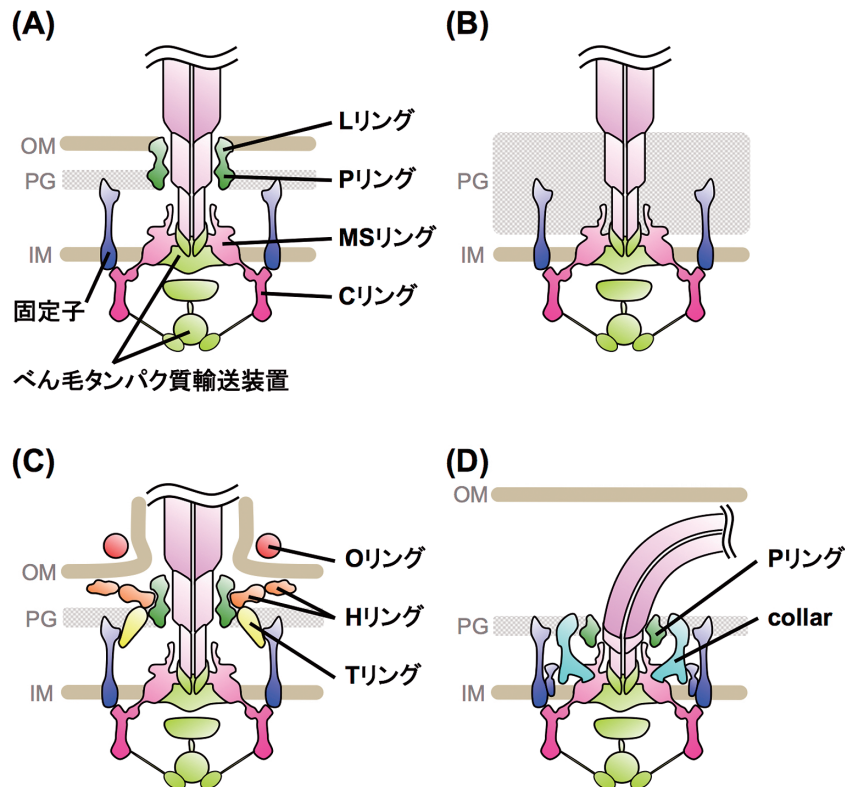 (A)
OM
PG
IM
Lリング
Pリング
MSリング
Cリング
固定子
べん毛タンパク質輸送装置
(B)
PG
IM
(C)
OM
PG
IM
Oリング
Hリング
Tリング
(D)
OM
PG
IM
Pリング
collar